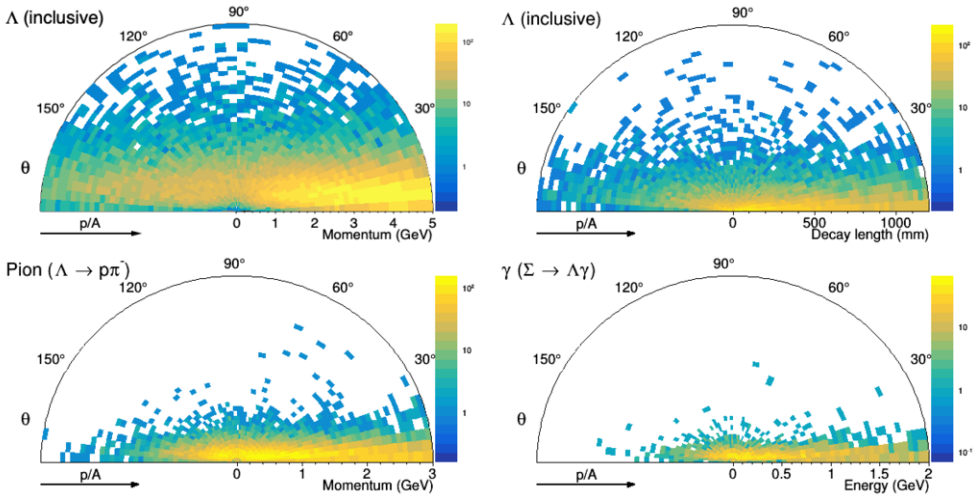 Λ (inclusive)
90°
120°
60°
150°
30°
θ
10²
10
1
0 1 2 3 4 5
p/A
Momentum (GeV)
Λ (inclusive)
90°
120°
60°
150°
30°
θ
10²
10
1
0 500 1000
p/A
Decay length (mm)
Pion (Λ → pπ⁻)
90°
120°
60°
150°
30°
θ
10²
10
1
0 1 2 3
p/A
Momentum (GeV)
γ (Σ → Λγ)
90°
120°
60°
150°
30°
θ
10
1
10⁻¹
0 0.5 1 1.5 2
p/A
Energy (GeV)